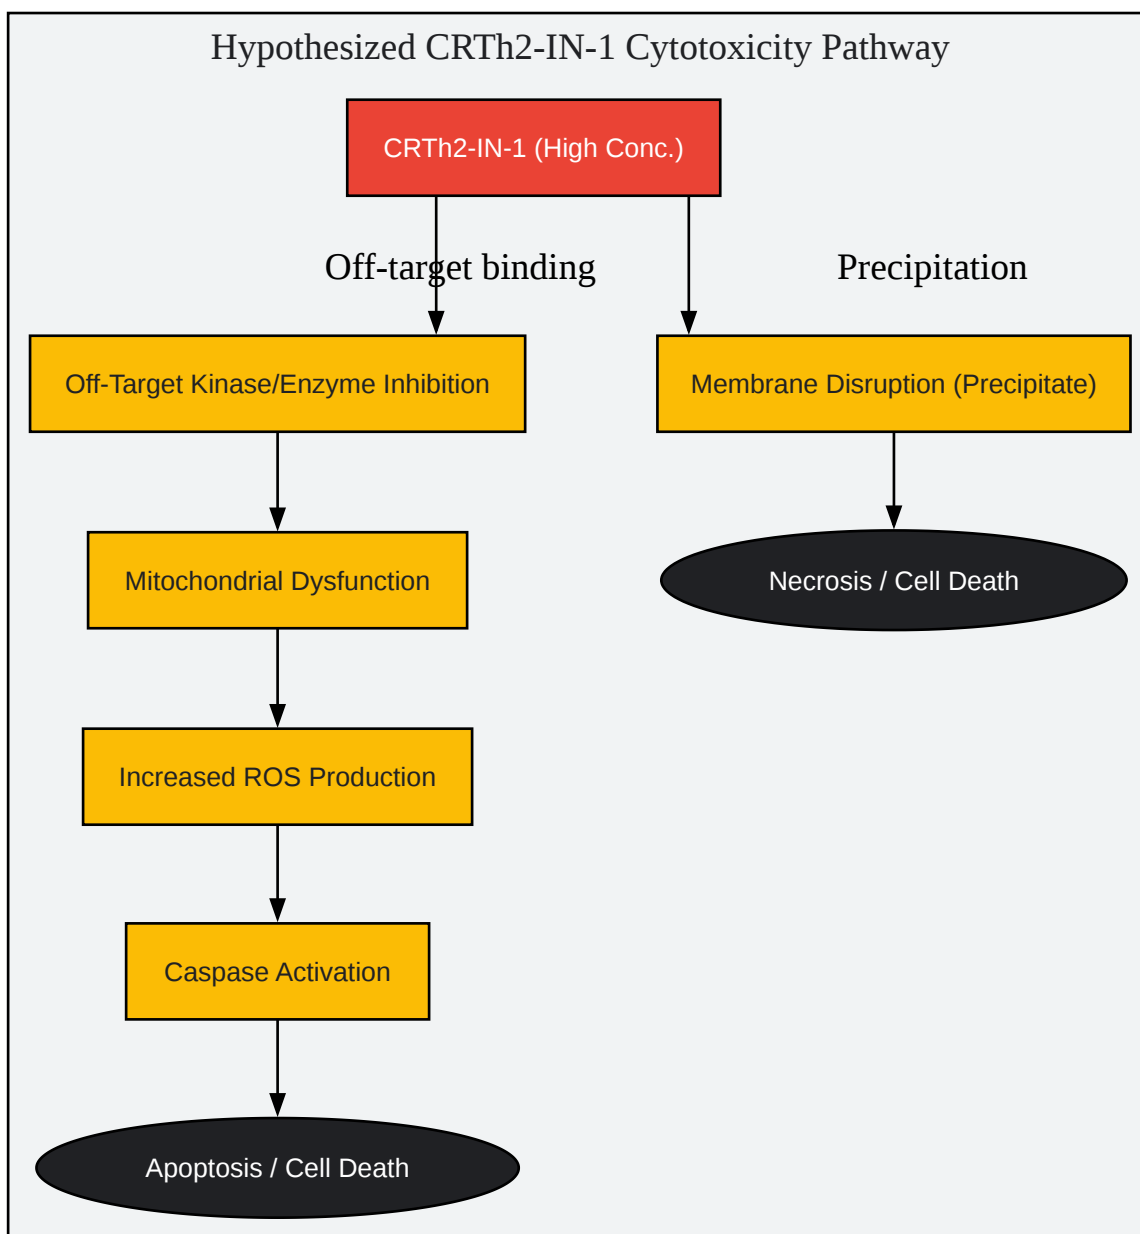 Hypothesized CRTh2-IN-1 Cytotoxicity Pathway
CRTh2-IN-1 (High Conc.)
Off-target binding
Precipitation
Off-Target Kinase/Enzyme Inhibition
Membrane Disruption (Precipitate)
Mitochondrial Dysfunction
Necrosis / Cell Death
Increased ROS Production
Caspase Activation
Apoptosis / Cell Death